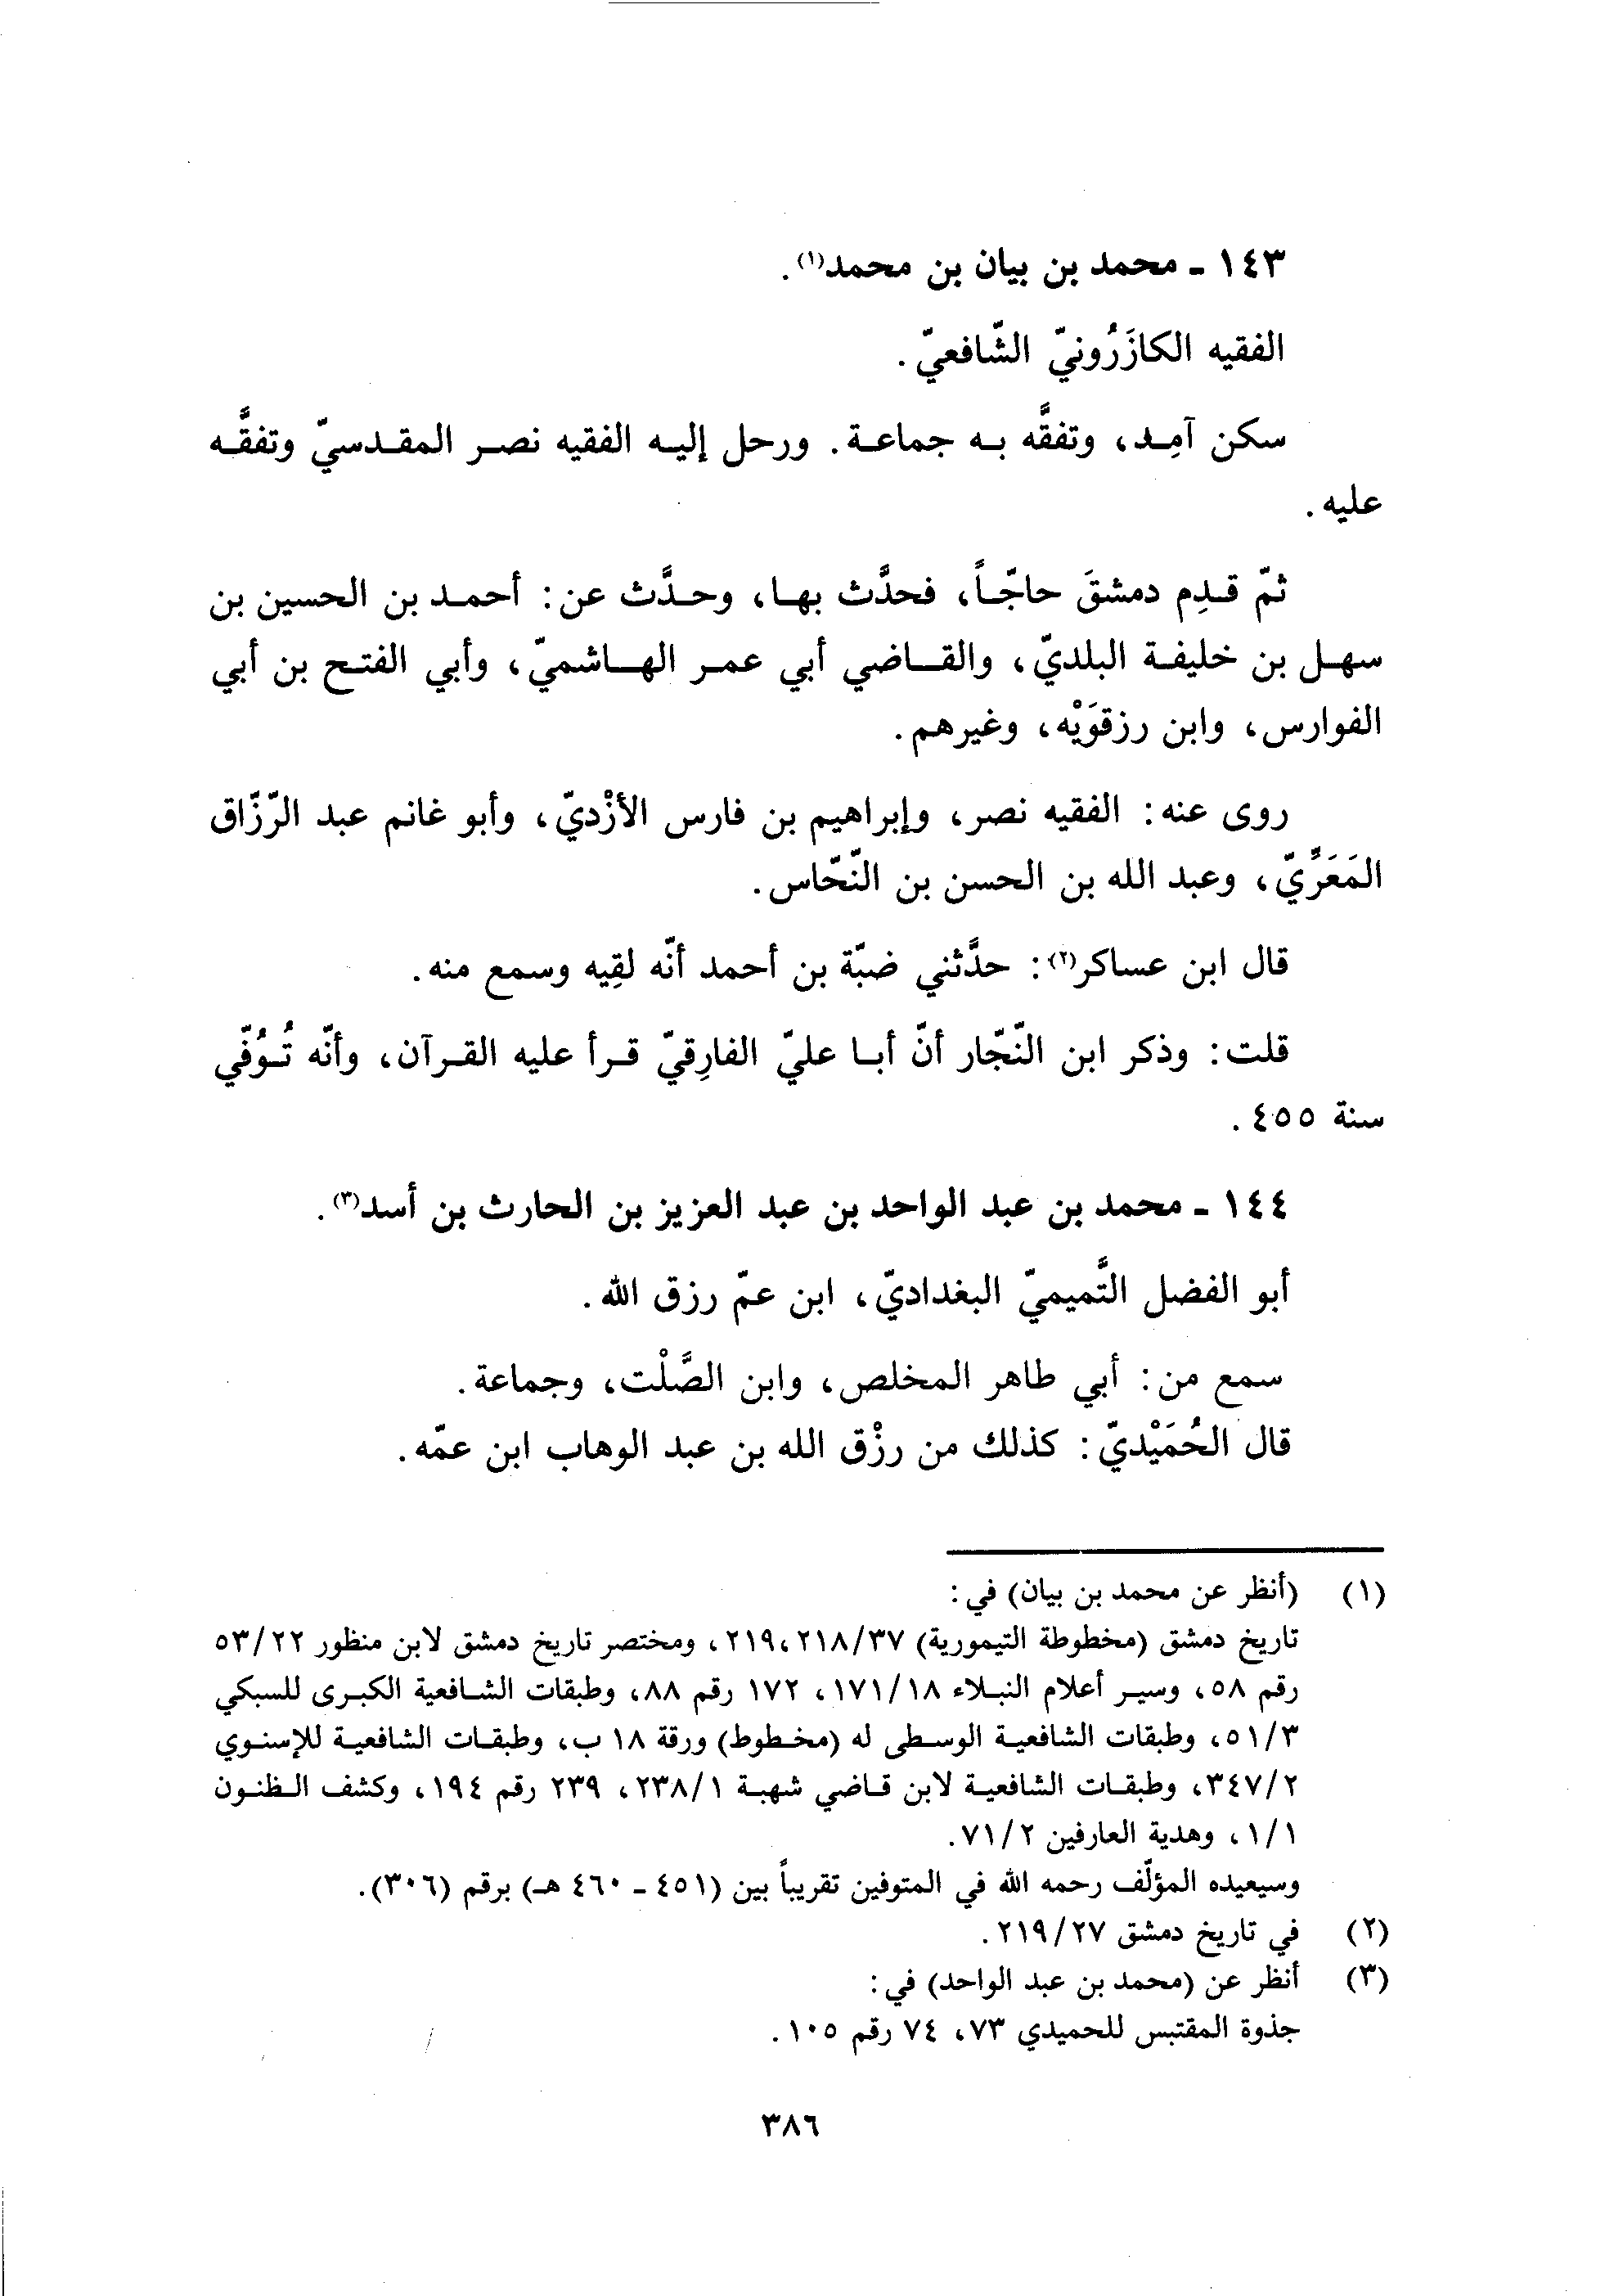 ١٤٣ - محمد بن بيان بن محمد(١).
الفقيه الكازَرُونيّ الشّافعيّ.
سكن آمِد، وتفقَّه به جماعة. ورحل إليه الفقيه نصر المقدسيّ وتفقَّه
عليه.
ثمّ قدِم دمشقَ حاجّاً، فحدَّث بها، وحدَّث عن: أحمد بن الحسين بن
سهل بن خليفة البلديّ، والقاضي أبي عمر الهاشميّ، وأبي الفتح بن أبي
الفوارس، وابن رزقوَيْه، وغيرهم.
روى عنه: الفقيه نصر، وإبراهيم بن فارس الأزْديّ، وأبو غانم عبد الرّزّاق
المَعَرِّيّ، وعبد الله بن الحسن بن النّحّاس.
قال ابن عساكر(٢): حدَّثني ضبّة بن أحمد أنّه لقِيه وسمع منه.
قلت: وذكر ابن النّجّار أنّ أبا عليّ الفارِقيّ قرأ عليه القرآن، وأنّه تُوُفّي
سنة ٤٥٥.
١٤٤ - محمد بن عبد الواحد بن عبد العزيز بن الحارث بن أسد(٣).
أبو الفضل التَّميميّ البغداديّ، ابن عمّ رزق الله.
سمع من: أبي طاهر المخلص، وابن الصَّلْت، وجماعة.
قال الحُمَيْديّ: كذلك من رزْق الله بن عبد الوهاب ابن عمّه.
(١) (أنظر عن محمد بن بيان) في:
تاريخ دمشق (مخطوطة التيمورية) ٢١٨/٣٧، ٢١٩، ومختصر تاريخ دمشق لابن منظور ٥٣/٢٢
رقم ٥٨، وسير أعلام النبلاء ١٧١/١٨، ١٧٢ رقم ٨٨، وطبقات الشافعية الكبرى للسبكي
٥١/٣، وطبقات الشافعية الوسطى له (مخطوط) ورقة ١٨ ب، وطبقات الشافعية للإسنوي
٣٤٧/٢، وطبقات الشافعية لابن قاضي شهبة ٢٣٨/١، ٢٣٩ رقم ١٩٤، وكشف الظنون
١/١، وهدية العارفين ٧١/٢.
وسيعيده المؤلّف رحمه الله في المتوفين تقريباً بين (٤٥١ - ٤٦٠ هـ) برقم (٣٠٦).
(٢) في تاريخ دمشق ٢١٩/٢٧.
(٣) أنظر عن (محمد بن عبد الواحد) في:
جذوة المقتبس للحميدي ٧٣، ٧٤ رقم ١٠٥.
٣٨٦